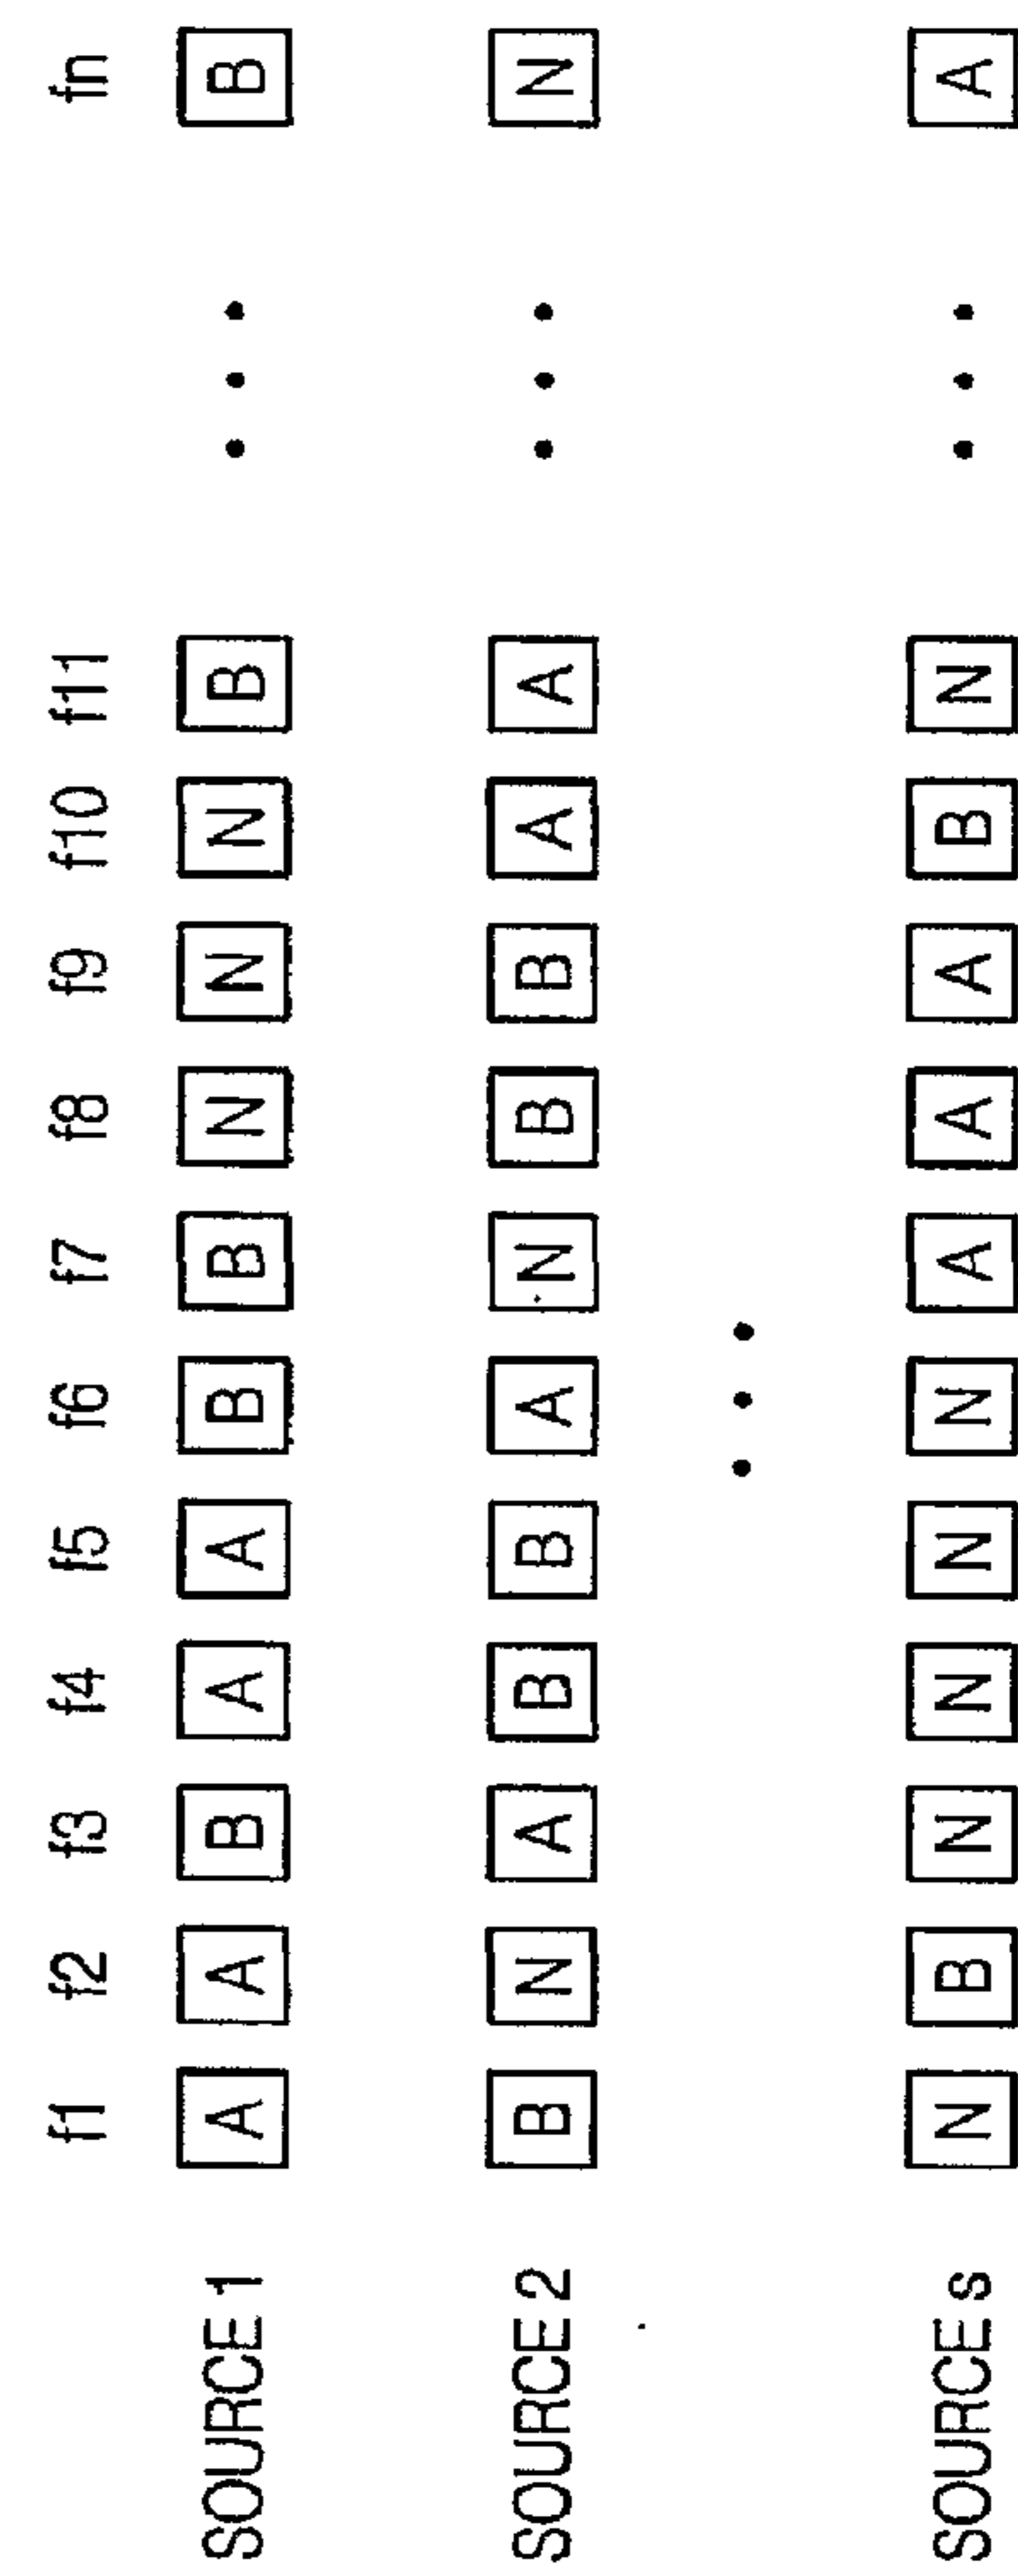 f1 f2 f3 f4 f5 f6 f7 f8 f9 f10 f11 fn
SOURCE 1 A A B A A B B N N N B B
SOURCE 2 B N A B B A N B B A A N
SOURCE s N B N N N N A A A B N A